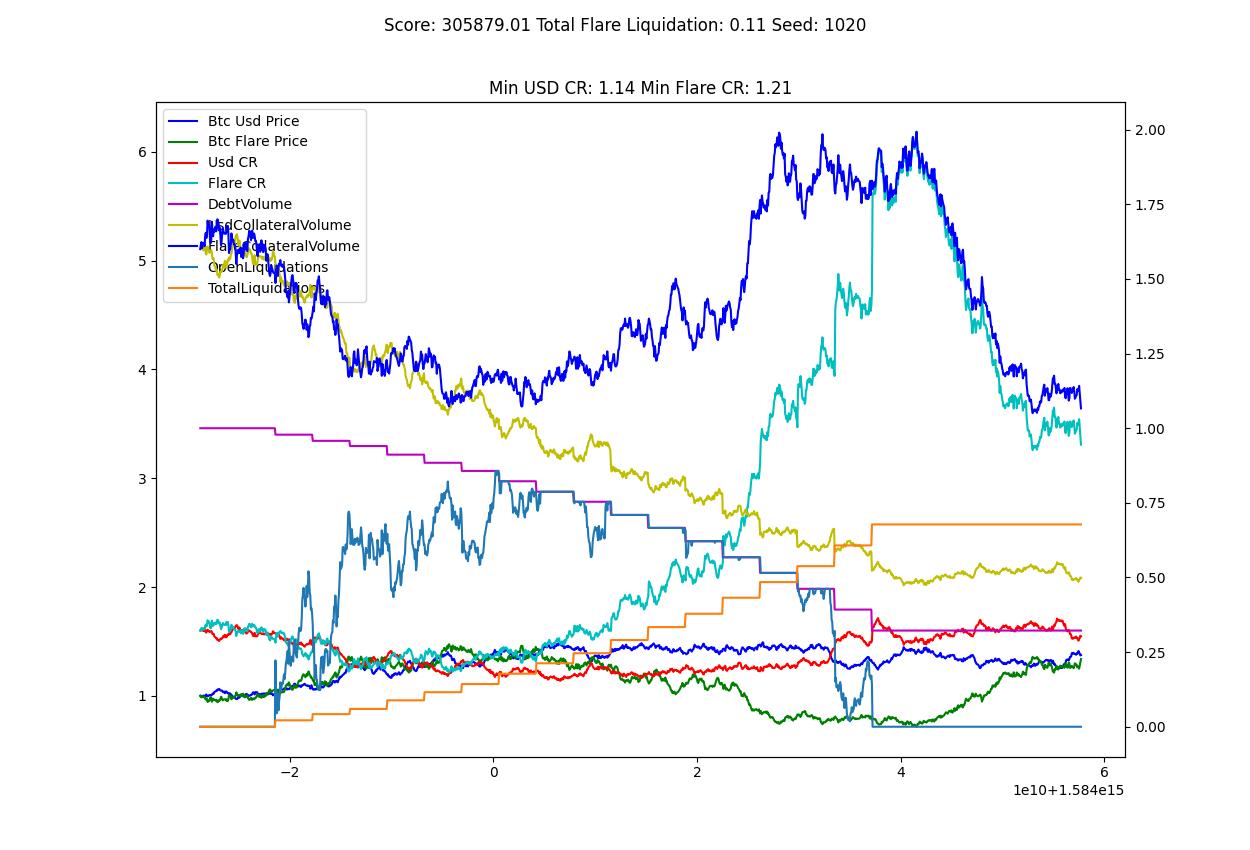 Score: 305879.01 Total Flare Liquidation: 0.11 Seed: 1020
Min USD CR: 1.14 Min Flare CR: 1.21
Btc Usd Price
Btc Flare Price
Usd CR
Flare CR
DebtVolume
UsdCollateralVolume
FlareCollateralVolume
OpenLiquidations
TotalLiquidations
6
5
4
3
2
1
2.00
1.75
1.50
1.25
1.00
0.75
0.50
0.25
0.00
−2
0
2
4
6
1e10+1.584e15